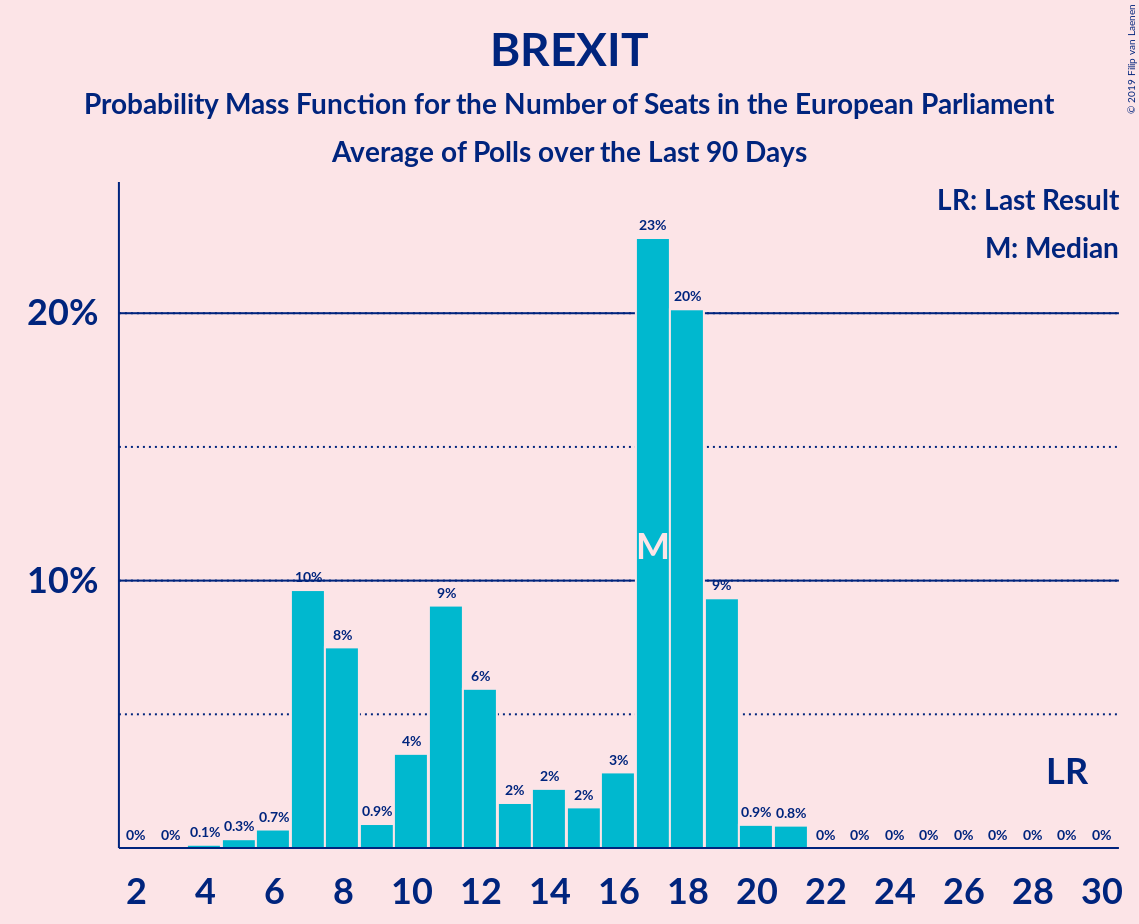 BREXIT
Probability Mass Function for the Number of Seats in the European Parliament
Average of Polls over the Last 90 Days
© 2019 Filip van Laenen
LR: Last Result
M: Median
20%
10%
0% 0% 0.1% 0.3% 0.7% 10% 8% 0.9% 4% 9% 6% 2% 2% 2% 3% 23% 20% 9% 0.9% 0.8% 0% 0% 0% 0% 0% 0% 0% 0% 0%
M
LR
2 4 6 8 10 12 14 16 18 20 22 24 26 28 30